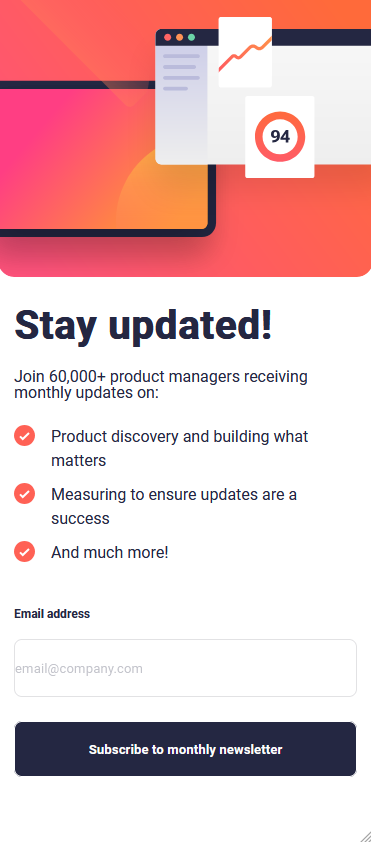 94
Stay updated!
Join 60,000+ product managers receiving
monthly updates on:
Product discovery and building what
matters
Measuring to ensure updates are a
success
And much more!
Email address
email@company.com
Subscribe to monthly newsletter